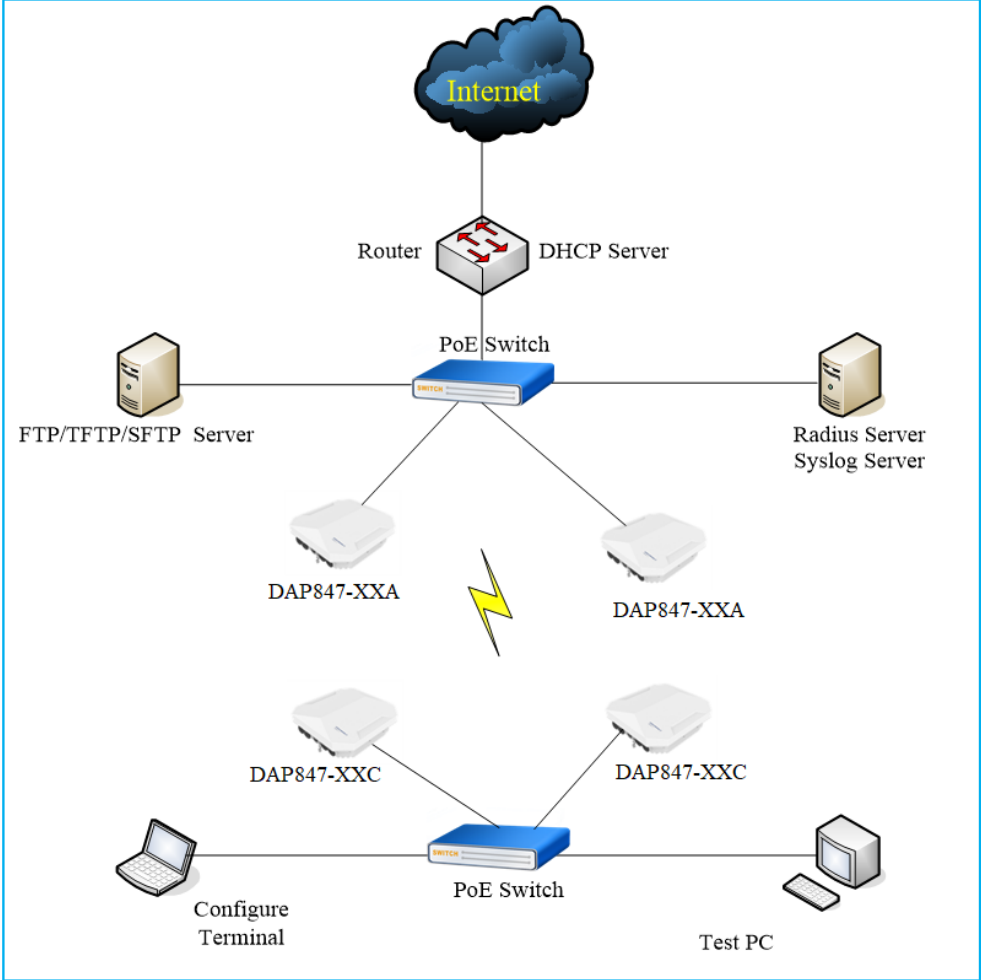 Internet
Router
DHCP Server
PoE Switch
SWITCH
FTP/TFTP/SFTP Server
Radius Server
Syslog Server
DAP847-XXA
DAP847-XXA
DAP847-XXC
DAP847-XXC
SWITCH
PoE Switch
Configure
Terminal
Test PC